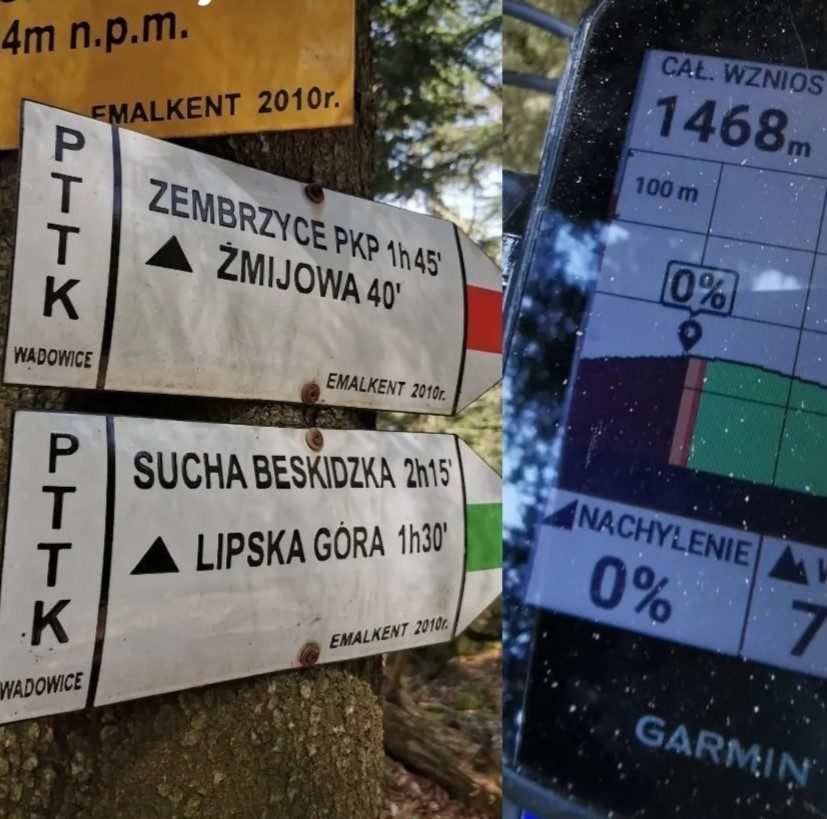 4m n.p.m.
EMALKENT 2010r.
PTTK
WADOWICE
ZEMBRZYCE PKP 1h45'
▲ ŻMIJOWA 40'
EMALKENT 2010r.
PTTK
WADOWICE
SUCHA BESKIDZKA 2h15'
▲ LIPSKA GÓRA 1h30'
EMALKENT 2010r.
CAŁ. WZNIOS
1468m
100 m
0%
NACHYLENIE
0%
7
GARMIN